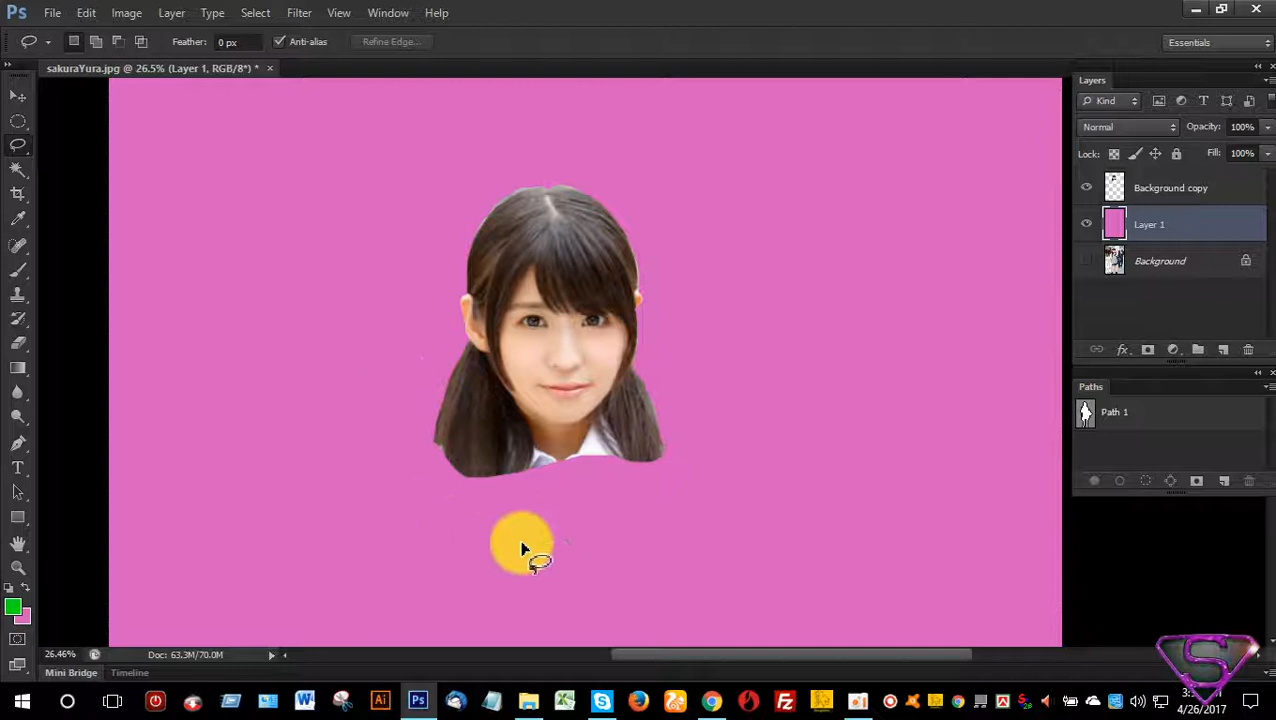 Ps File Edit Image Layer Type Select Filter View Window Help
Feather: 0 px Anti-alias Refine Edge... Essentials
sakuraYura.jpg @ 26.5% (Layer 1, RGB/8*) * ×
Layers
Kind
Normal Opacity: 100%
Lock: Fill: 100%
Background copy
Layer 1
Background
Paths
Path 1
26.46% Doc: 63.3M/70.0M
Mini Bridge Timeline
4/26/2017